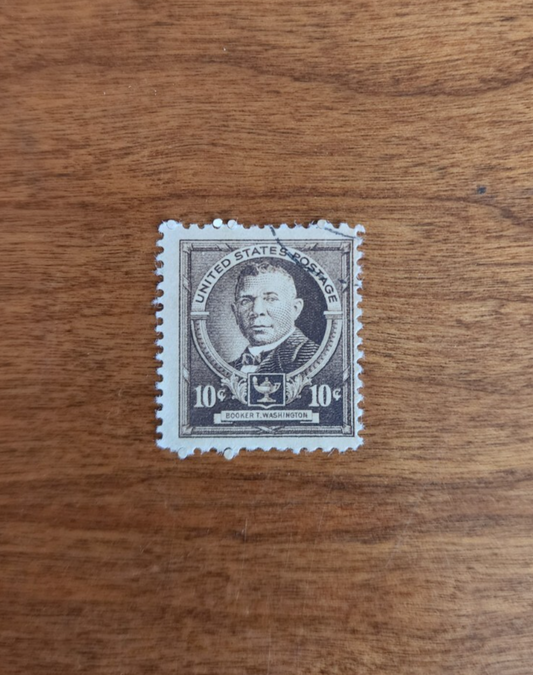 UNITED STATES POSTAGE
10¢ 10¢
BOOKER T. WASHINGTON